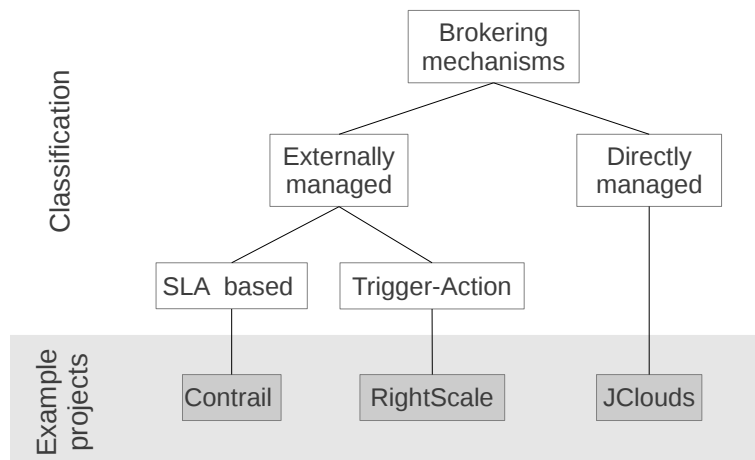 Brokering
mechanisms
Classification
Externally
managed
Directly
managed
SLA based
Trigger-Action
Example
projects
Contrail
RightScale
JClouds